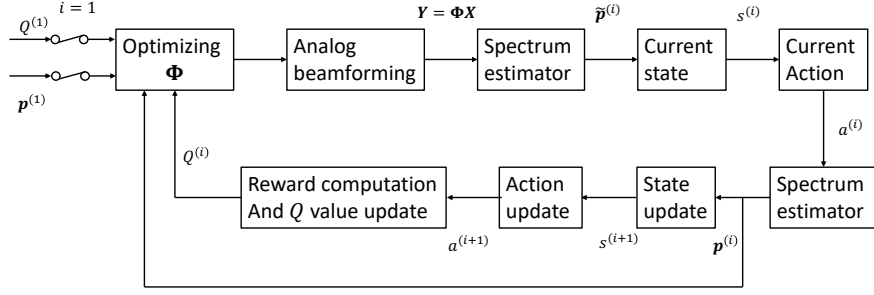 i = 1
Q^{(1)}
p^{(1)}
Optimizing
Φ
Analog
beamforming
Y = ΦX
Spectrum
estimator
p̃^{(i)}
Current
state
s^{(i)}
Current
Action
a^{(i)}
Q^{(i)}
Reward computation
And Q value update
a^{(i+1)}
Action
update
s^{(i+1)}
State
update
p^{(i)}
Spectrum
estimator